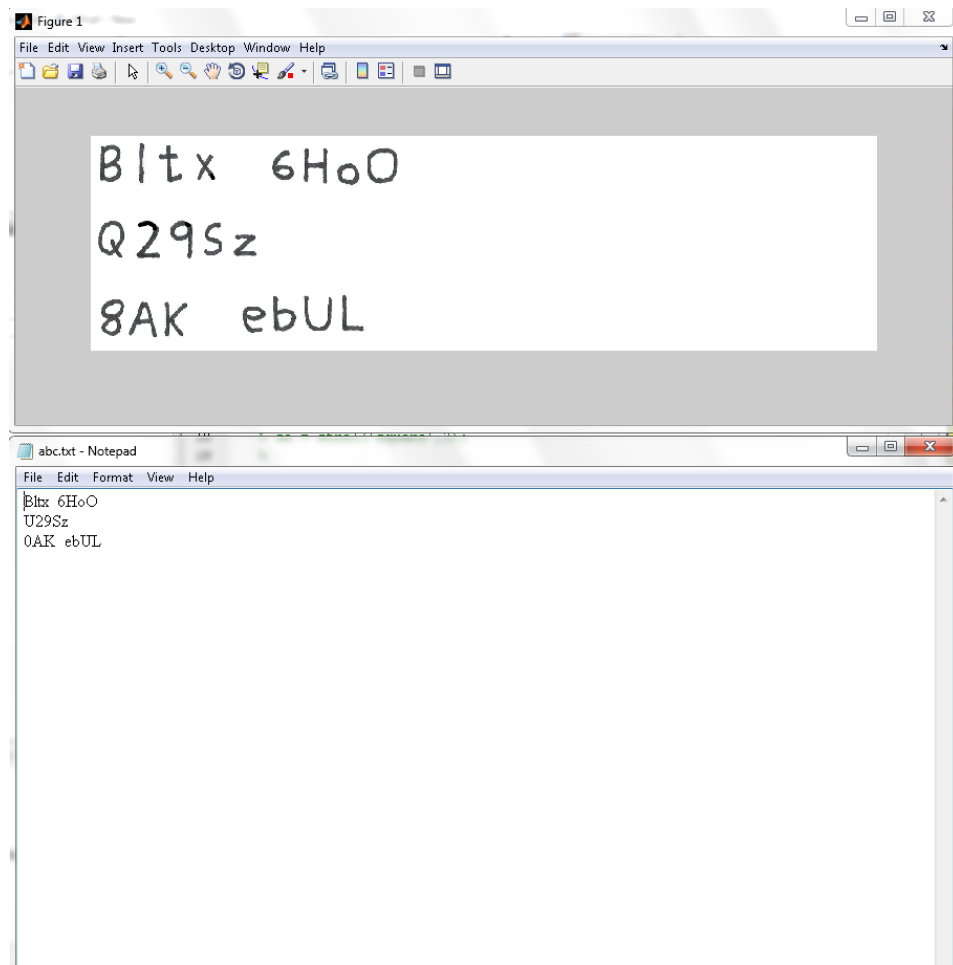 Figure 1
File Edit View Insert Tools Desktop Window Help
Bltx 6HoO
Q29Sz
8AK ebUL
abc.txt - Notepad
File Edit Format View Help
Bltx 6HoO
U29Sz
0AK ebUL